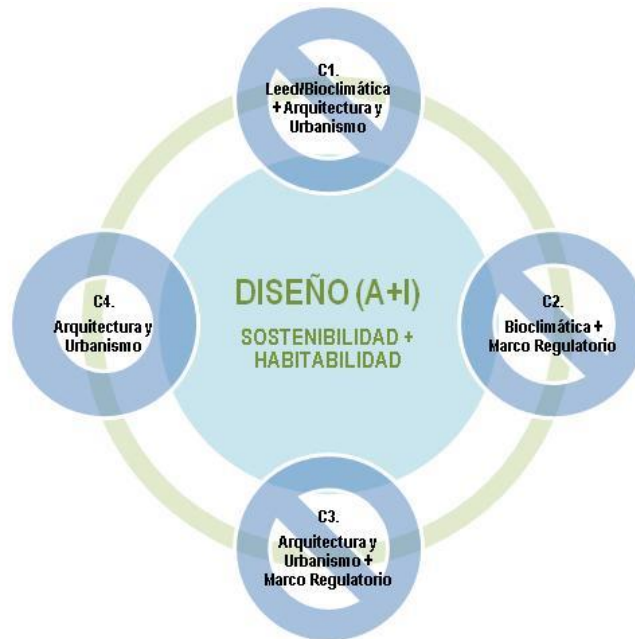 C1.
Leed/Bioclimática
+ Arquitectura y
Urbanismo
DISEÑO (A+I)
SOSTENIBILIDAD +
HABITABILIDAD
C4.
Arquitectura y
Urbanismo
C2.
Bioclimática +
Marco Regulatorio
C3.
Arquitectura y
Urbanismo +
Marco Regulatorio